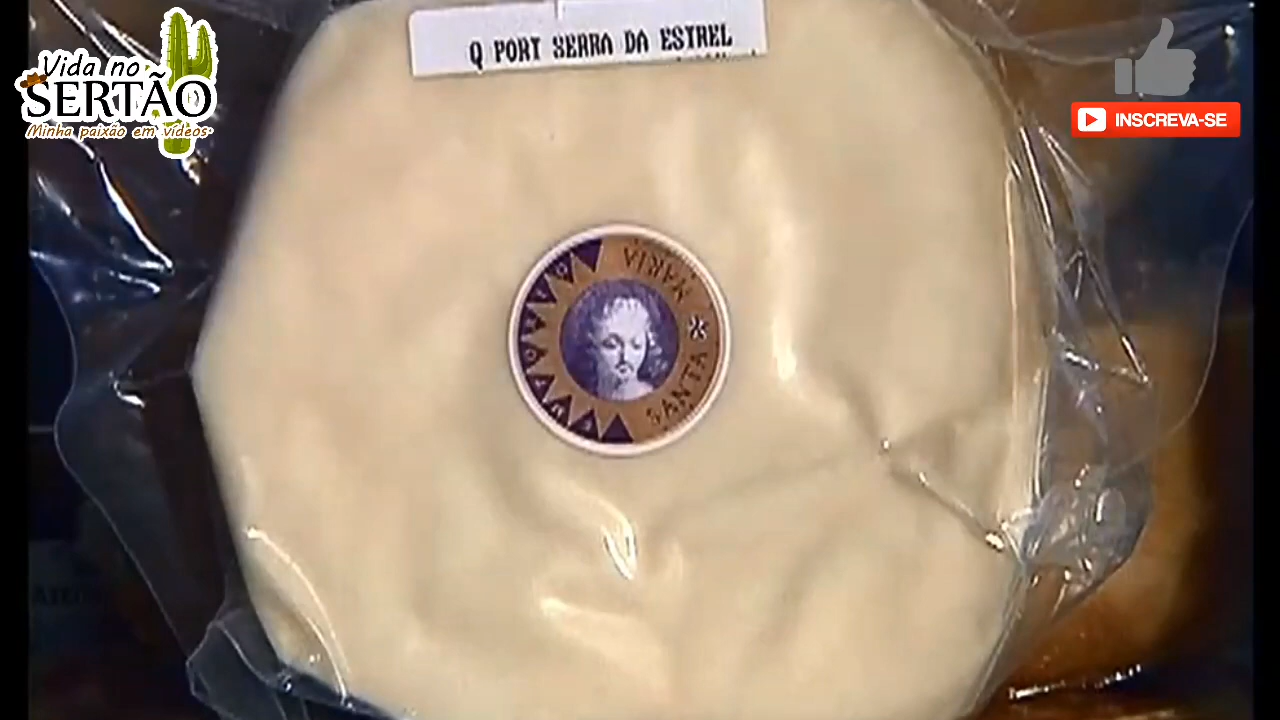 Vida no
SERTÃO
Minha paixão em vídeos
Q PORT SERRA DA ESTREL
INSCREVA-SE
SANTA MARIA